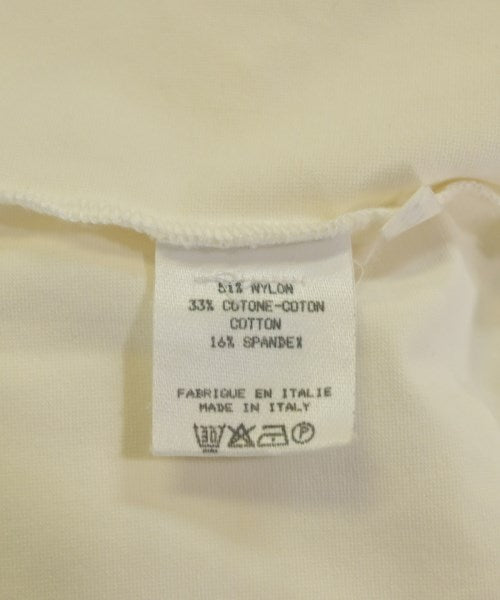 51% NYLON
33% COTONE-COTON
COTTON
16% SPANDEX
FABRIQUE EN ITALIE
MADE IN ITALY